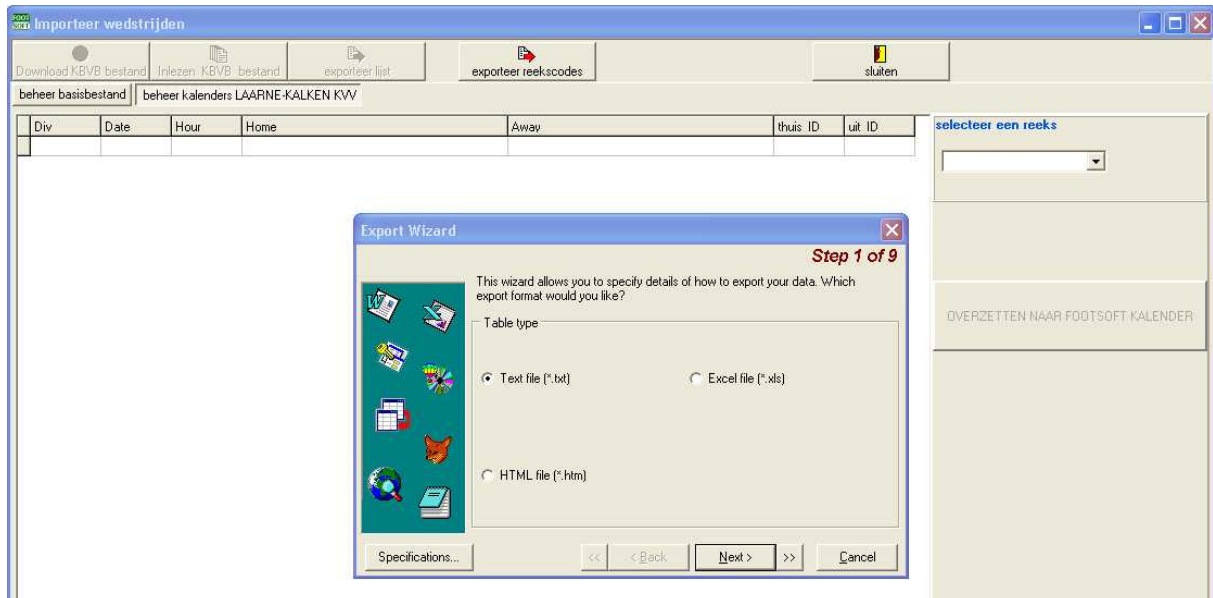 FOOT
SOFT
Importeer wedstrijden
Download KBVB bestand
Inlezen KBVB bestand
exporteer lijst
exporteer reekscodes
sluiten
beheer basisbestand
beheer kalenders LAARNE-KALKEN KVV
Div
Date
Hour
Home
Away
thuis ID
uit ID
selecteer een reeks
Export Wizard
Step 1 of 9
This wizard allows you to specify details of how to export your data. Which
export format would you like?
Table type
Text file (*.txt)
Excel file (*.xls)
HTML file (*.htm)
Specifications...
<<
< Back
Next >
>>
Cancel
OVERZETTEN NAAR FOOTSOFT KALENDER